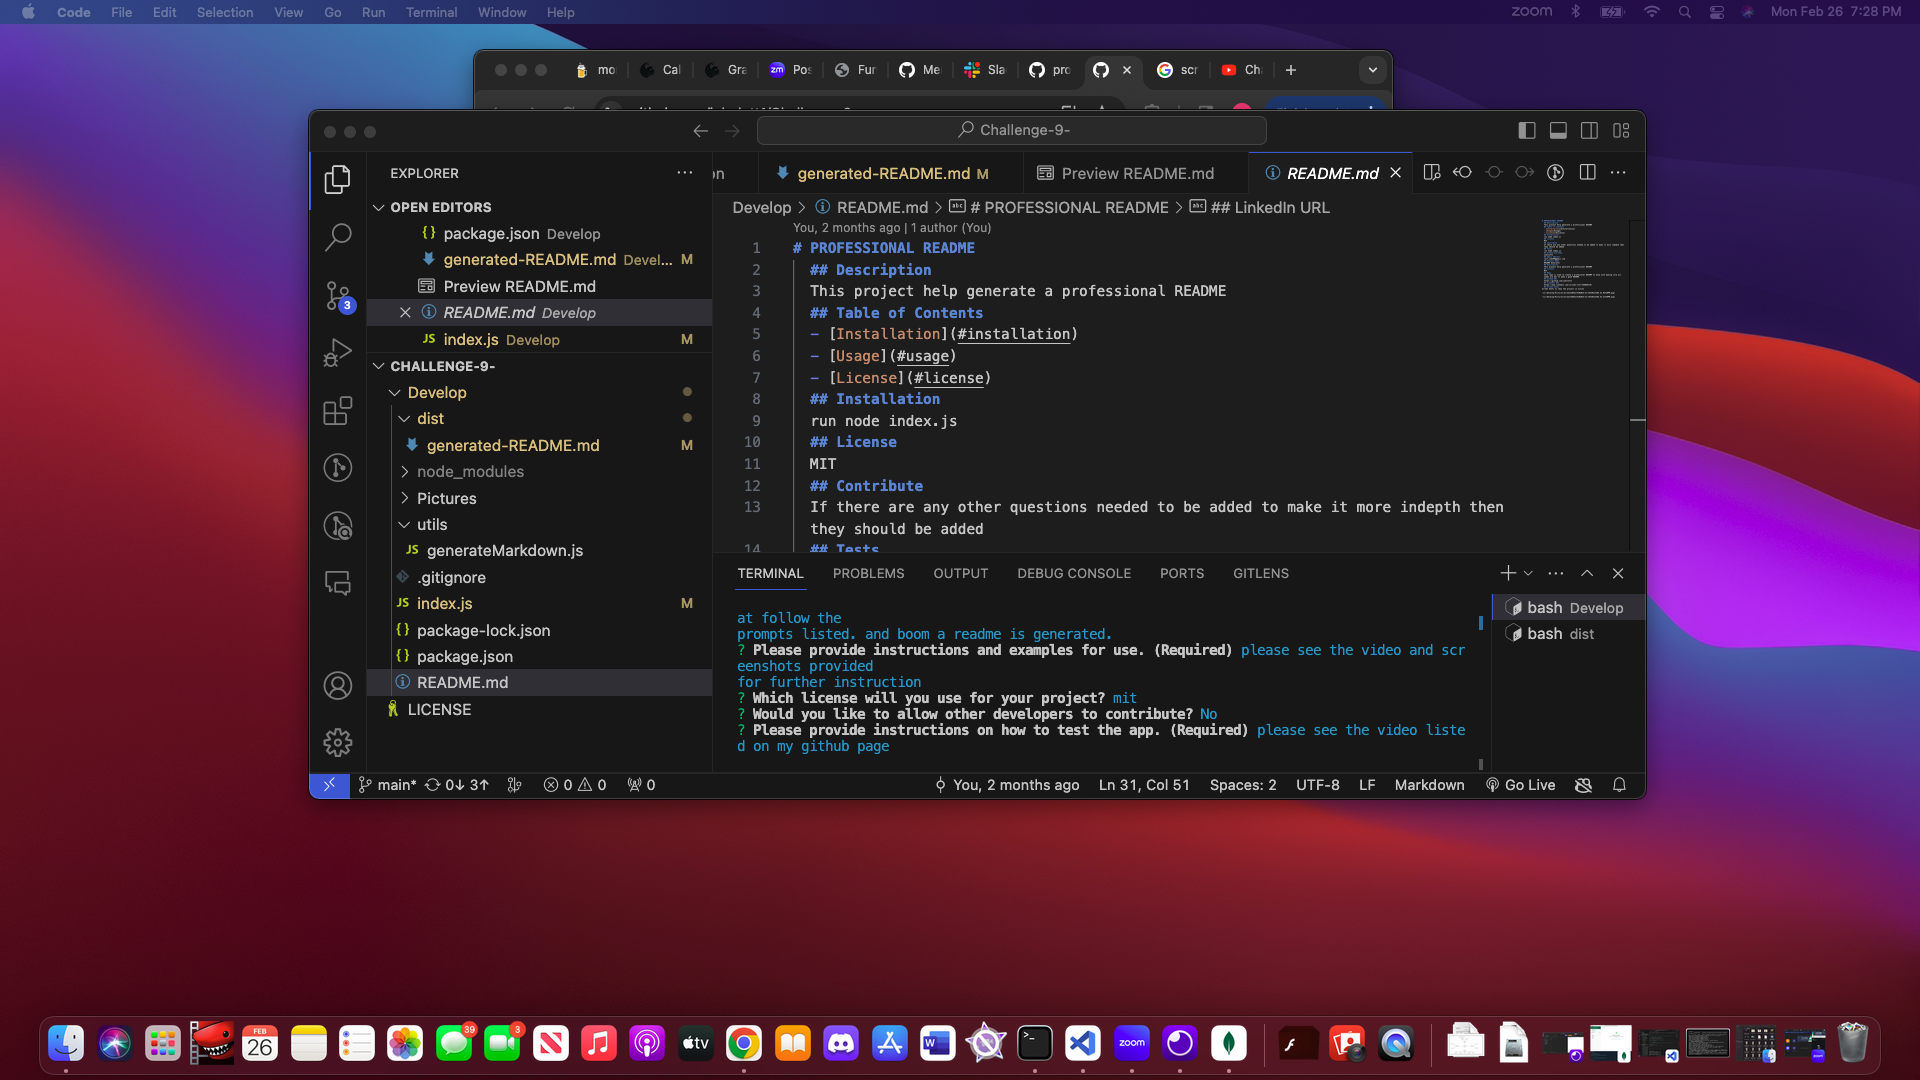 Code File Edit Selection View Go Run Terminal Window Help
zoom Mon Feb 26 7:28 PM
mo Cal Gra Pos Fur Me Sla pro scr Ch
Challenge-9-
EXPLORER
generated-README.md M Preview README.md README.md
Develop > README.md > # PROFESSIONAL README > ## LinkedIn URL
OPEN EDITORS
package.json Develop
generated-README.md Devel... M
Preview README.md
README.md Develop
index.js Develop M
CHALLENGE-9-
Develop
dist
generated-README.md M
node_modules
Pictures
utils
JS generateMarkdown.js
.gitignore
JS index.js M
{} package-lock.json
{} package.json
README.md
LICENSE
You, 2 months ago | 1 author (You)
1 # PROFESSIONAL README
2 ## Description
3 This project help generate a professional README
4 ## Table of Contents
5 - [Installation](#installation)
6 - [Usage](#usage)
7 - [License](#license)
8 ## Installation
9 run node index.js
10 ## License
11 MIT
12 ## Contribute
13 If there are any other questions needed to be added to make it more indepth then
they should be added
14 ## Tests
TERMINAL PROBLEMS OUTPUT DEBUG CONSOLE PORTS GITLENS
at follow the
prompts listed. and boom a readme is generated.
? Please provide instructions and examples for use. (Required) please see the video and scr
eenshots provided
for further instruction
? Which license will you use for your project? mit
? Would you like to allow other developers to contribute? No
? Please provide instructions on how to test the app. (Required) please see the video liste
d on my github page
bash Develop
bash dist
main* 0↓ 3↑ 0 0 0 You, 2 months ago Ln 31, Col 51 Spaces: 2 UTF-8 LF Markdown Go Live
3
FEB
26
39
3
tv
zoom